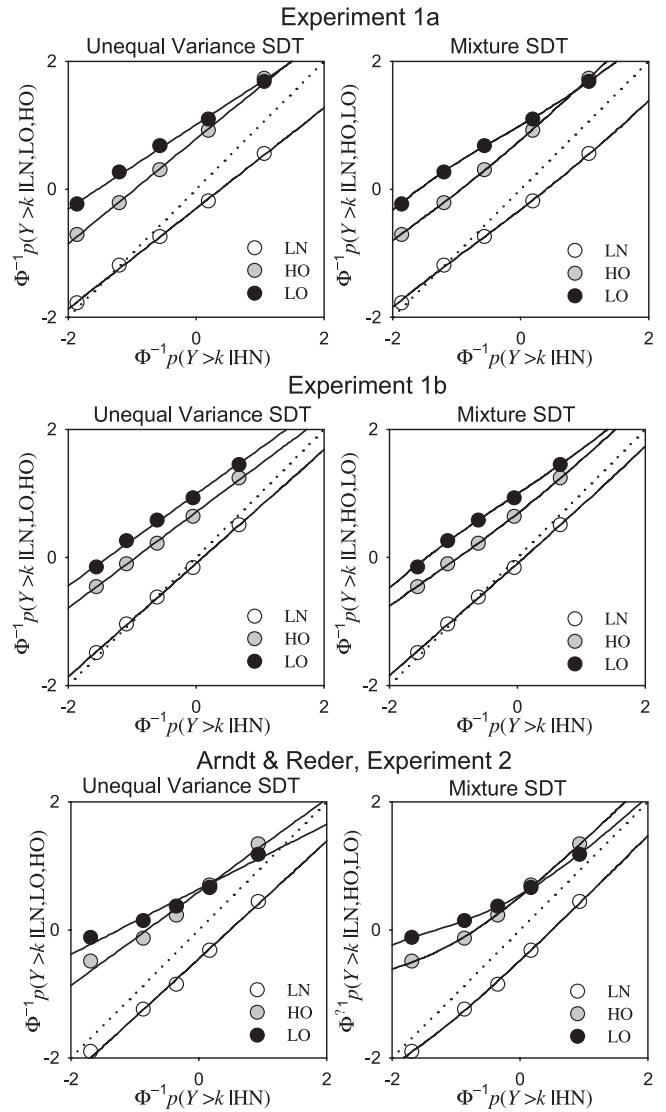 Experiment 1a
Unequal Variance SDT
Mixture SDT
Φ⁻¹p(Y>k |LN,LO,HO)
2
0
-2
LN
HO
LO
-2 0 2
Φ⁻¹p(Y>k |HN)
Φ⁻¹p(Y>k |LN,HO,LO)
2
0
-2
LN
HO
LO
-2 0 2
Φ⁻¹p(Y>k |HN)
Experiment 1b
Unequal Variance SDT
Mixture SDT
Φ⁻¹p(Y>k |LN,LO,HO)
2
0
-2
LN
HO
LO
-2 0 2
Φ⁻¹p(Y>k |HN)
Φ⁻¹p(Y>k |LN,HO,LO)
2
0
-2
LN
HO
LO
-2 0 2
Φ⁻¹p(Y>k |HN)
Arndt & Reder, Experiment 2
Unequal Variance SDT
Mixture SDT
Φ⁻¹p(Y>k |LN,LO,HO)
2
0
-2
LN
HO
LO
-2 0 2
Φ⁻¹p(Y>k |HN)
Φ^?1p(Y>k |LN,HO,LO)
2
0
-2
LN
HO
LO
-2 0 2
Φ⁻¹p(Y>k |HN)